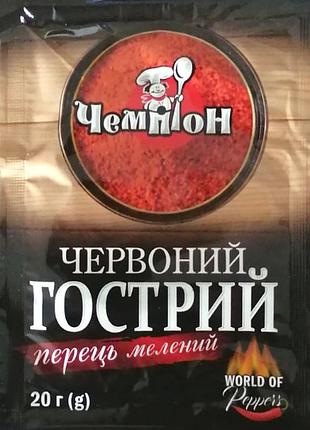 Чемпіон
ЧЕРВОНИЙ
ГОСТРИЙ
перець мелений
WORLD OF
Peppers
20 г (g)